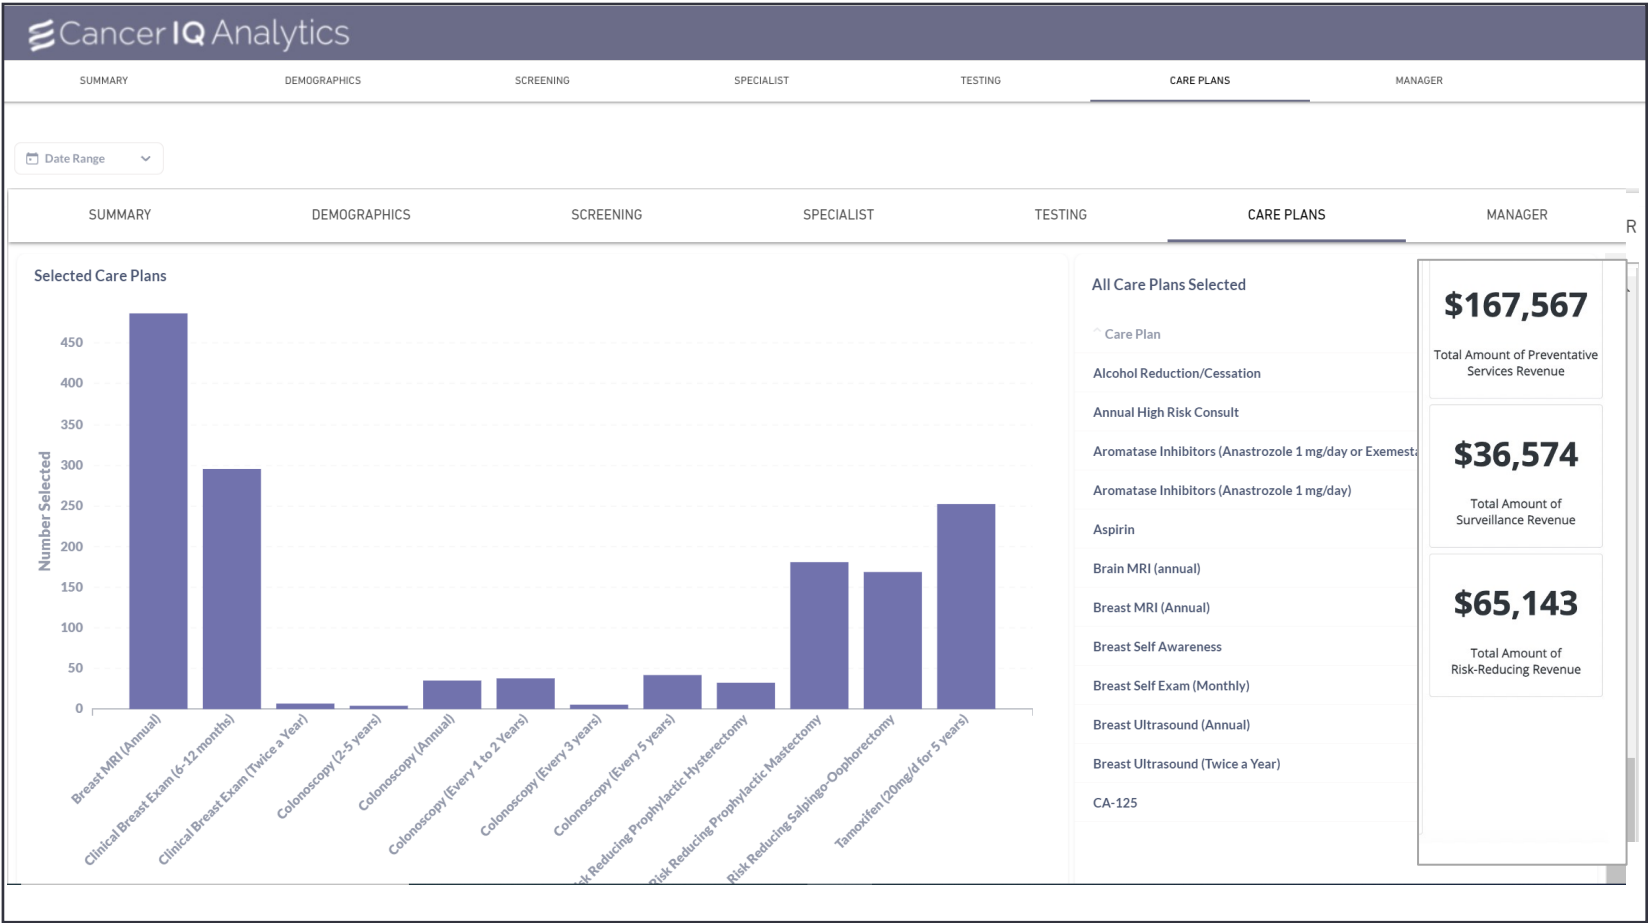 Cancer IQ Analytics
SUMMARY DEMOGRAPHICS SCREENING SPECIALIST TESTING CARE PLANS MANAGER
Date Range
SUMMARY DEMOGRAPHICS SCREENING SPECIALIST TESTING CARE PLANS MANAGER
R
Selected Care Plans
Number Selected
450
400
350
300
250
200
150
100
50
0
Breast MRI (Annual)
Clinical Breast Exam (6-12 months)
Clinical Breast Exam (Twice a Year)
Colonoscopy (2-5 years)
Colonoscopy (Annual)
Colonoscopy (Every 1 to 2 Years)
Colonoscopy (Every 3 years)
Colonoscopy (Every 5 years)
sk Reducing Prophylactic Hysterectomy
Risk Reducing Prophylactic Mastectomy
Risk Reducing Salpingo-Oophorectomy
Tamoxifen (20mg/d for 5 years)
All Care Plans Selected
Care Plan
Alcohol Reduction/Cessation
Annual High Risk Consult
Aromatase Inhibitors (Anastrozole 1 mg/day or Exemesta
Aromatase Inhibitors (Anastrozole 1 mg/day)
Aspirin
Brain MRI (annual)
Breast MRI (Annual)
Breast Self Awareness
Breast Self Exam (Monthly)
Breast Ultrasound (Annual)
Breast Ultrasound (Twice a Year)
CA-125
$167,567
Total Amount of Preventative
Services Revenue
$36,574
Total Amount of
Surveillance Revenue
$65,143
Total Amount of
Risk-Reducing Revenue